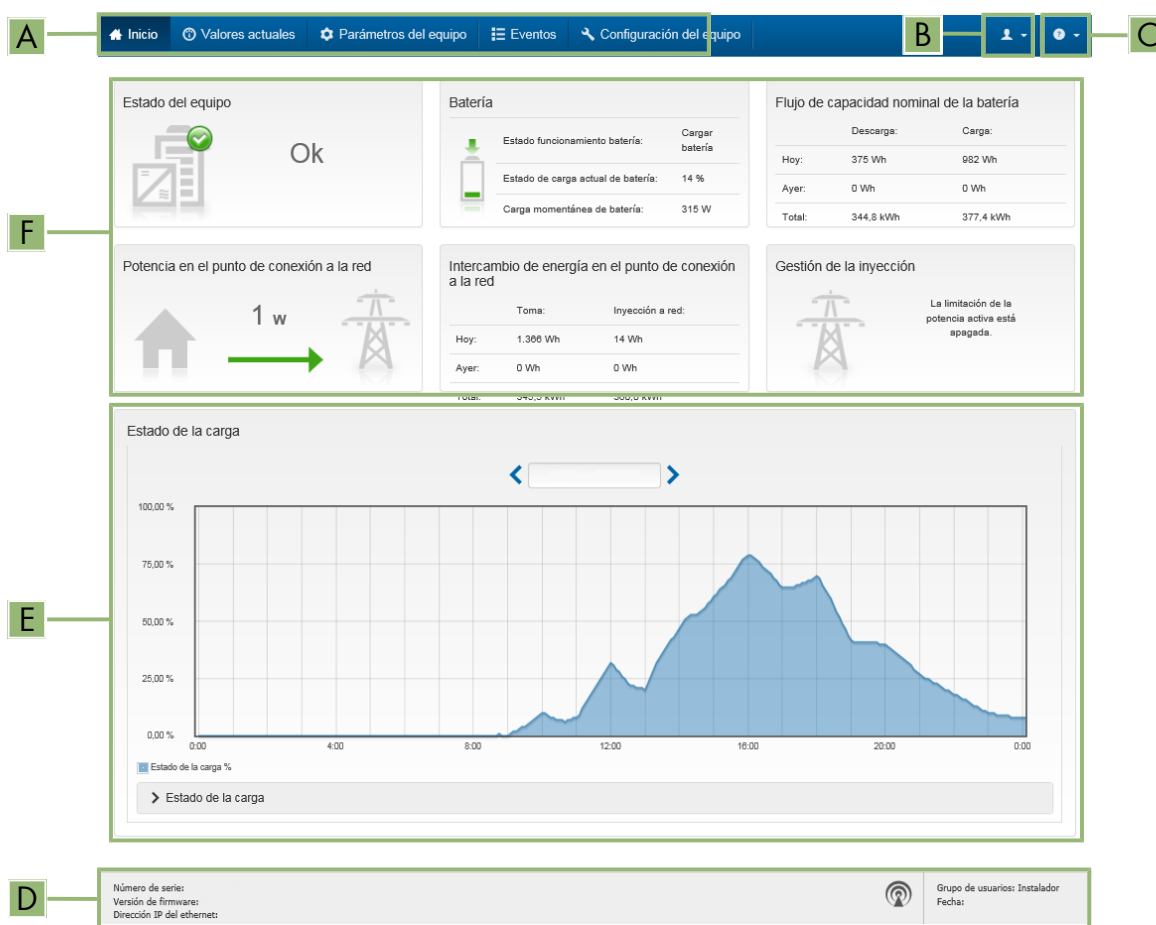 A
Inicio Valores actuales Parámetros del equipo Eventos Configuración del equipo
B
C
F
Estado del equipo
Ok
Batería
Estado funcionamiento batería: Cargar batería
Estado de carga actual de batería: 14 %
Carga momentánea de batería: 315 W
Flujo de capacidad nominal de la batería
Descarga: Carga:
Hoy: 375 Wh 982 Wh
Ayer: 0 Wh 0 Wh
Total: 344,8 kWh 377,4 kWh
Potencia en el punto de conexión a la red
1 w
Intercambio de energía en el punto de conexión
a la red
Toma: Inyección a red:
Hoy: 1.366 Wh 14 Wh
Ayer: 0 Wh 0 Wh
Total:
Gestión de la inyección
La limitación de la
potencia activa está
apagada.
E
Estado de la carga
100,00 %
75,00 %
50,00 %
25,00 %
0,00 %
0:00 4:00 8:00 12:00 16:00 20:00 0:00
Estado de la carga %
Estado de la carga
D
Número de serie:
Versión de firmware:
Dirección IP del ethernet:
Grupo de usuarios: Instalador
Fecha: